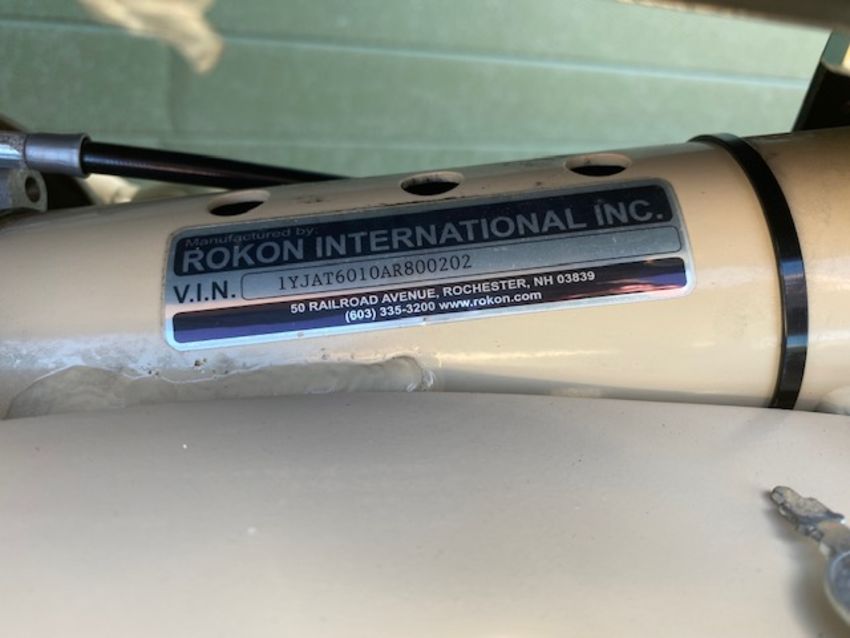 Manufactured by:
ROKON INTERNATIONAL INC.
V.I.N. 1YJAT6010AR800202
50 RAILROAD AVENUE, ROCHESTER, NH 03839
(603) 335-3200 www.rokon.com